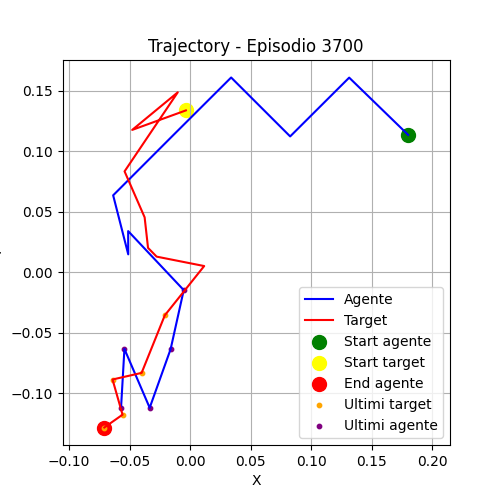 Trajectory - Episodio 3700
0.15
0.10
0.05
0.00
−0.05
−0.10
−0.10
−0.05
0.00
0.05
0.10
0.15
0.20
X
Agente
Target
Start agente
Start target
End agente
Ultimi target
Ultimi agente